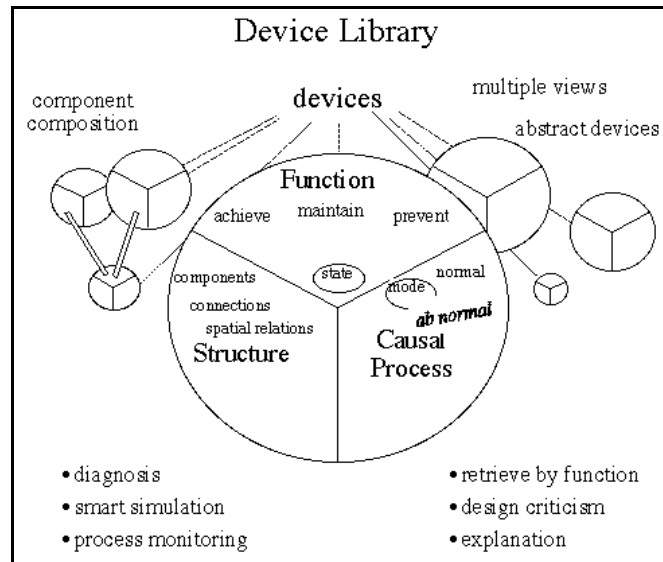 Device Library
component
composition
devices
multiple views
abstract devices
Function
achieve
maintain
prevent
state
components
connections
spatial relations
Structure
mode
normal
ab normal
Causal
Process
• diagnosis
• smart simulation
• process monitoring
• retrieve by function
• design criticism
• explanation